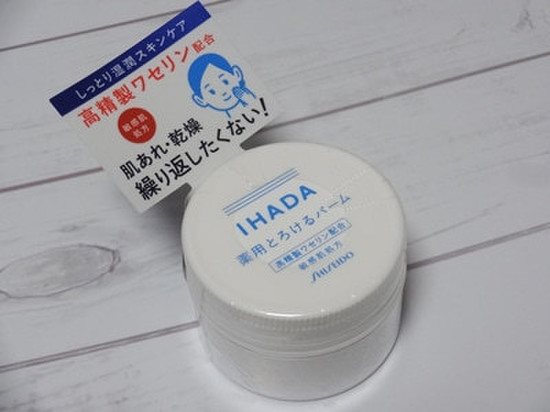 しっとり湿潤スキンケア
高精製ワセリン配合
敏感肌
処方
肌あれ・乾燥
繰り返したくない!
IHADA
薬用とろけるバーム
高精製ワセリン配合
敏感肌処方
SHISEIDO